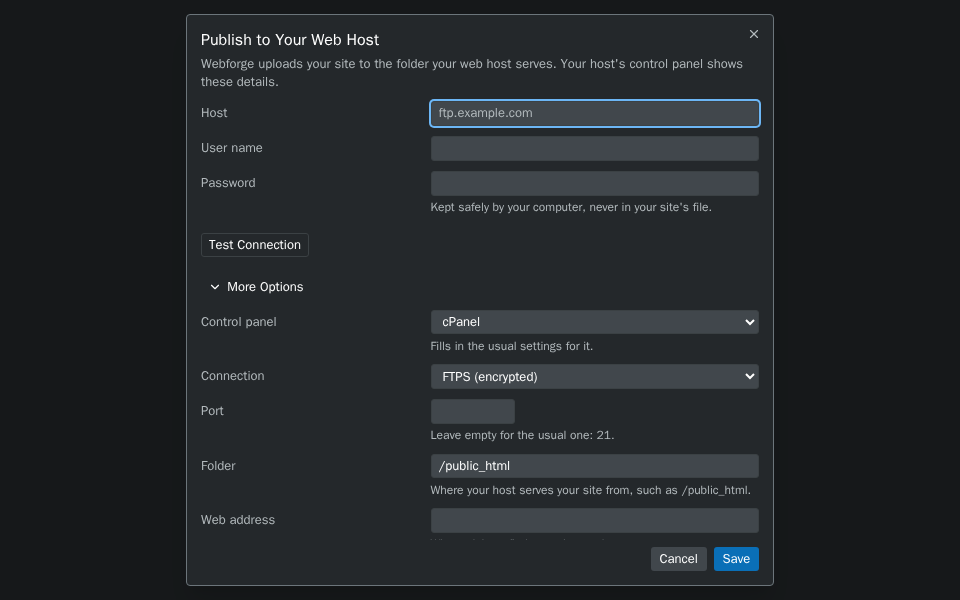 Publish to Your Web Host
Webforge uploads your site to the folder your web host serves. Your host's control panel shows
these details.
Host
ftp.example.com
User name
Password
Kept safely by your computer, never in your site's file.
Test Connection
More Options
Control panel
cPanel
Fills in the usual settings for it.
Connection
FTPS (encrypted)
Port
Leave empty for the usual one: 21.
Folder
/public_html
Where your host serves your site from, such as /public_html.
Web address
Cancel
Save